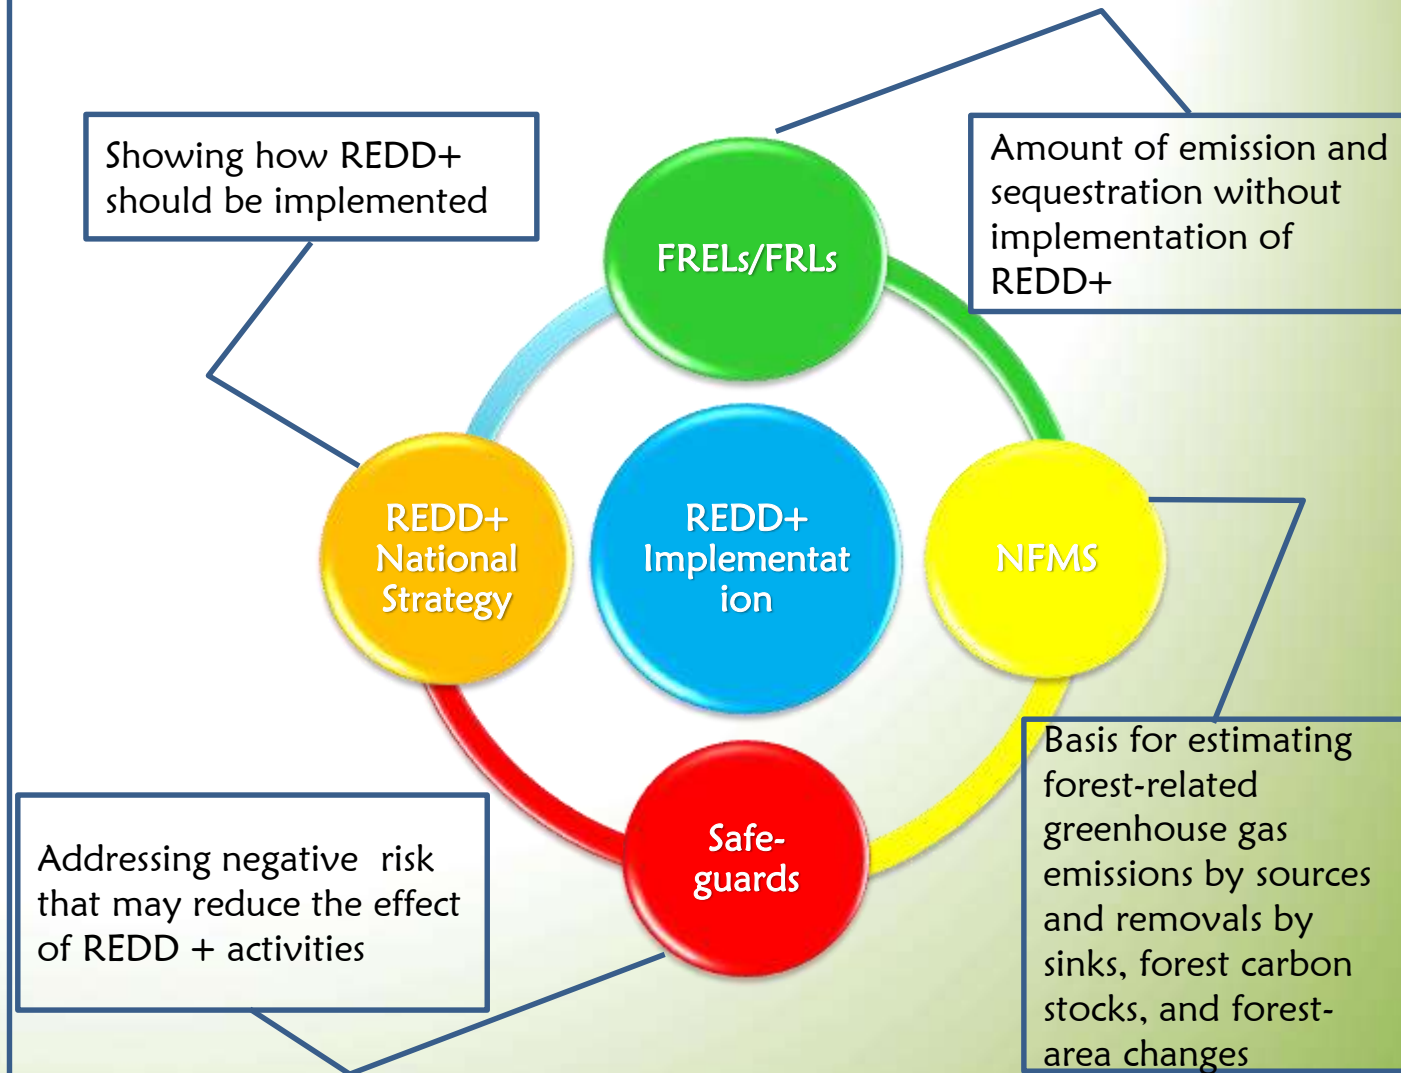 Showing how REDD+
should be implemented
Amount of emission and
sequestration without
implementation of
REDD+
FRELs/FRLs
REDD+
National
Strategy
REDD+
Implementat
ion
NFMS
Safe-
guards
Addressing negative  risk
that may reduce the effect
of REDD + activities
Basis for estimating
forest-related
greenhouse gas
emissions by sources
and removals by
sinks, forest carbon
stocks, and forest-
area changes